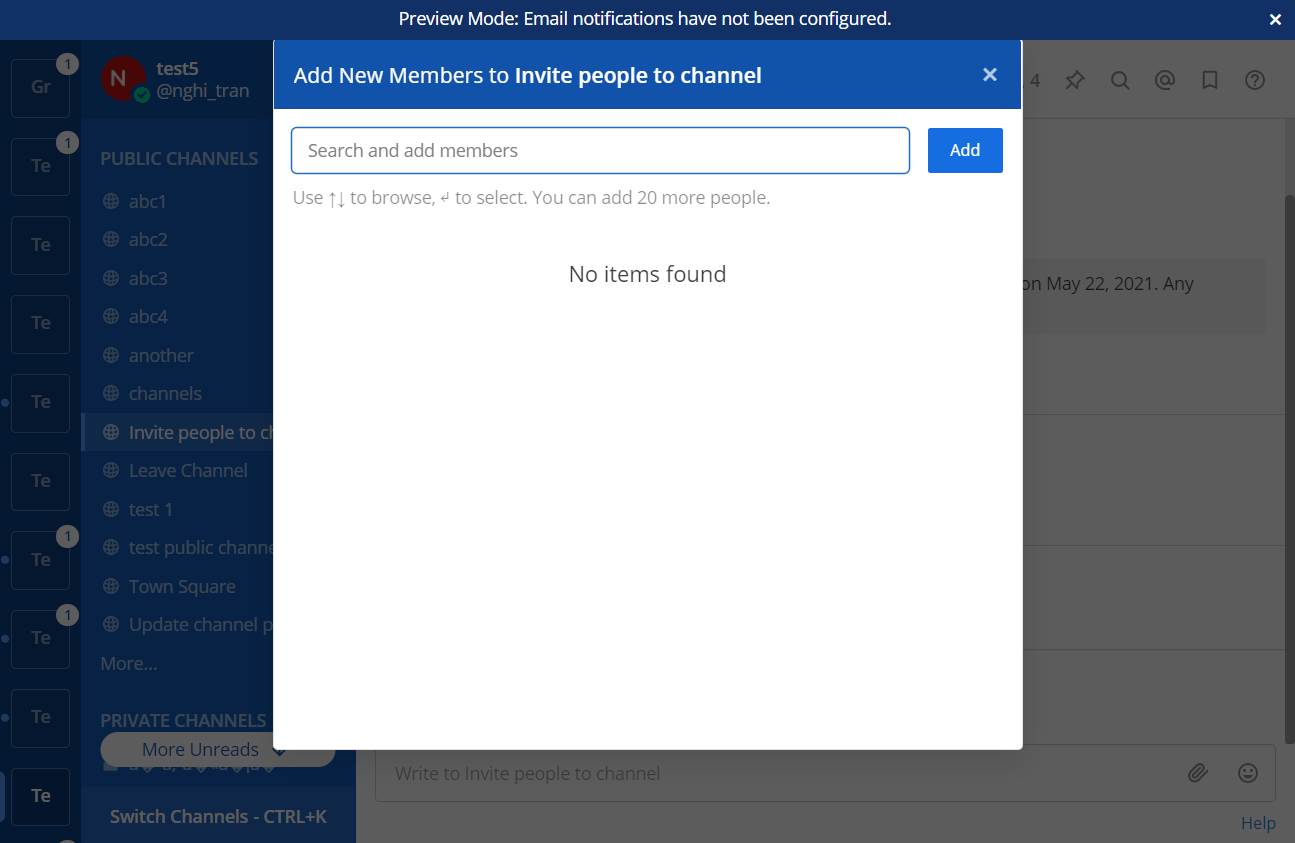 Preview Mode: Email notifications have not been configured.
Gr
1
Te
1
Te
Te
Te
Te
Te
1
Te
1
Te
Te
N
test5
@nghi_tran
PUBLIC CHANNELS
abc1
abc2
abc3
abc4
another
channels
Invite people to ch
Leave Channel
test 1
test public channe
Town Square
Update channel p
More...
PRIVATE CHANNELS
More Unreads
Switch Channels - CTRL+K
Add New Members to Invite people to channel
Search and add members
Add
Use ↑↓ to browse, ↵ to select. You can add 20 more people.
No items found
4
on May 22, 2021. Any
Write to Invite people to channel
Help